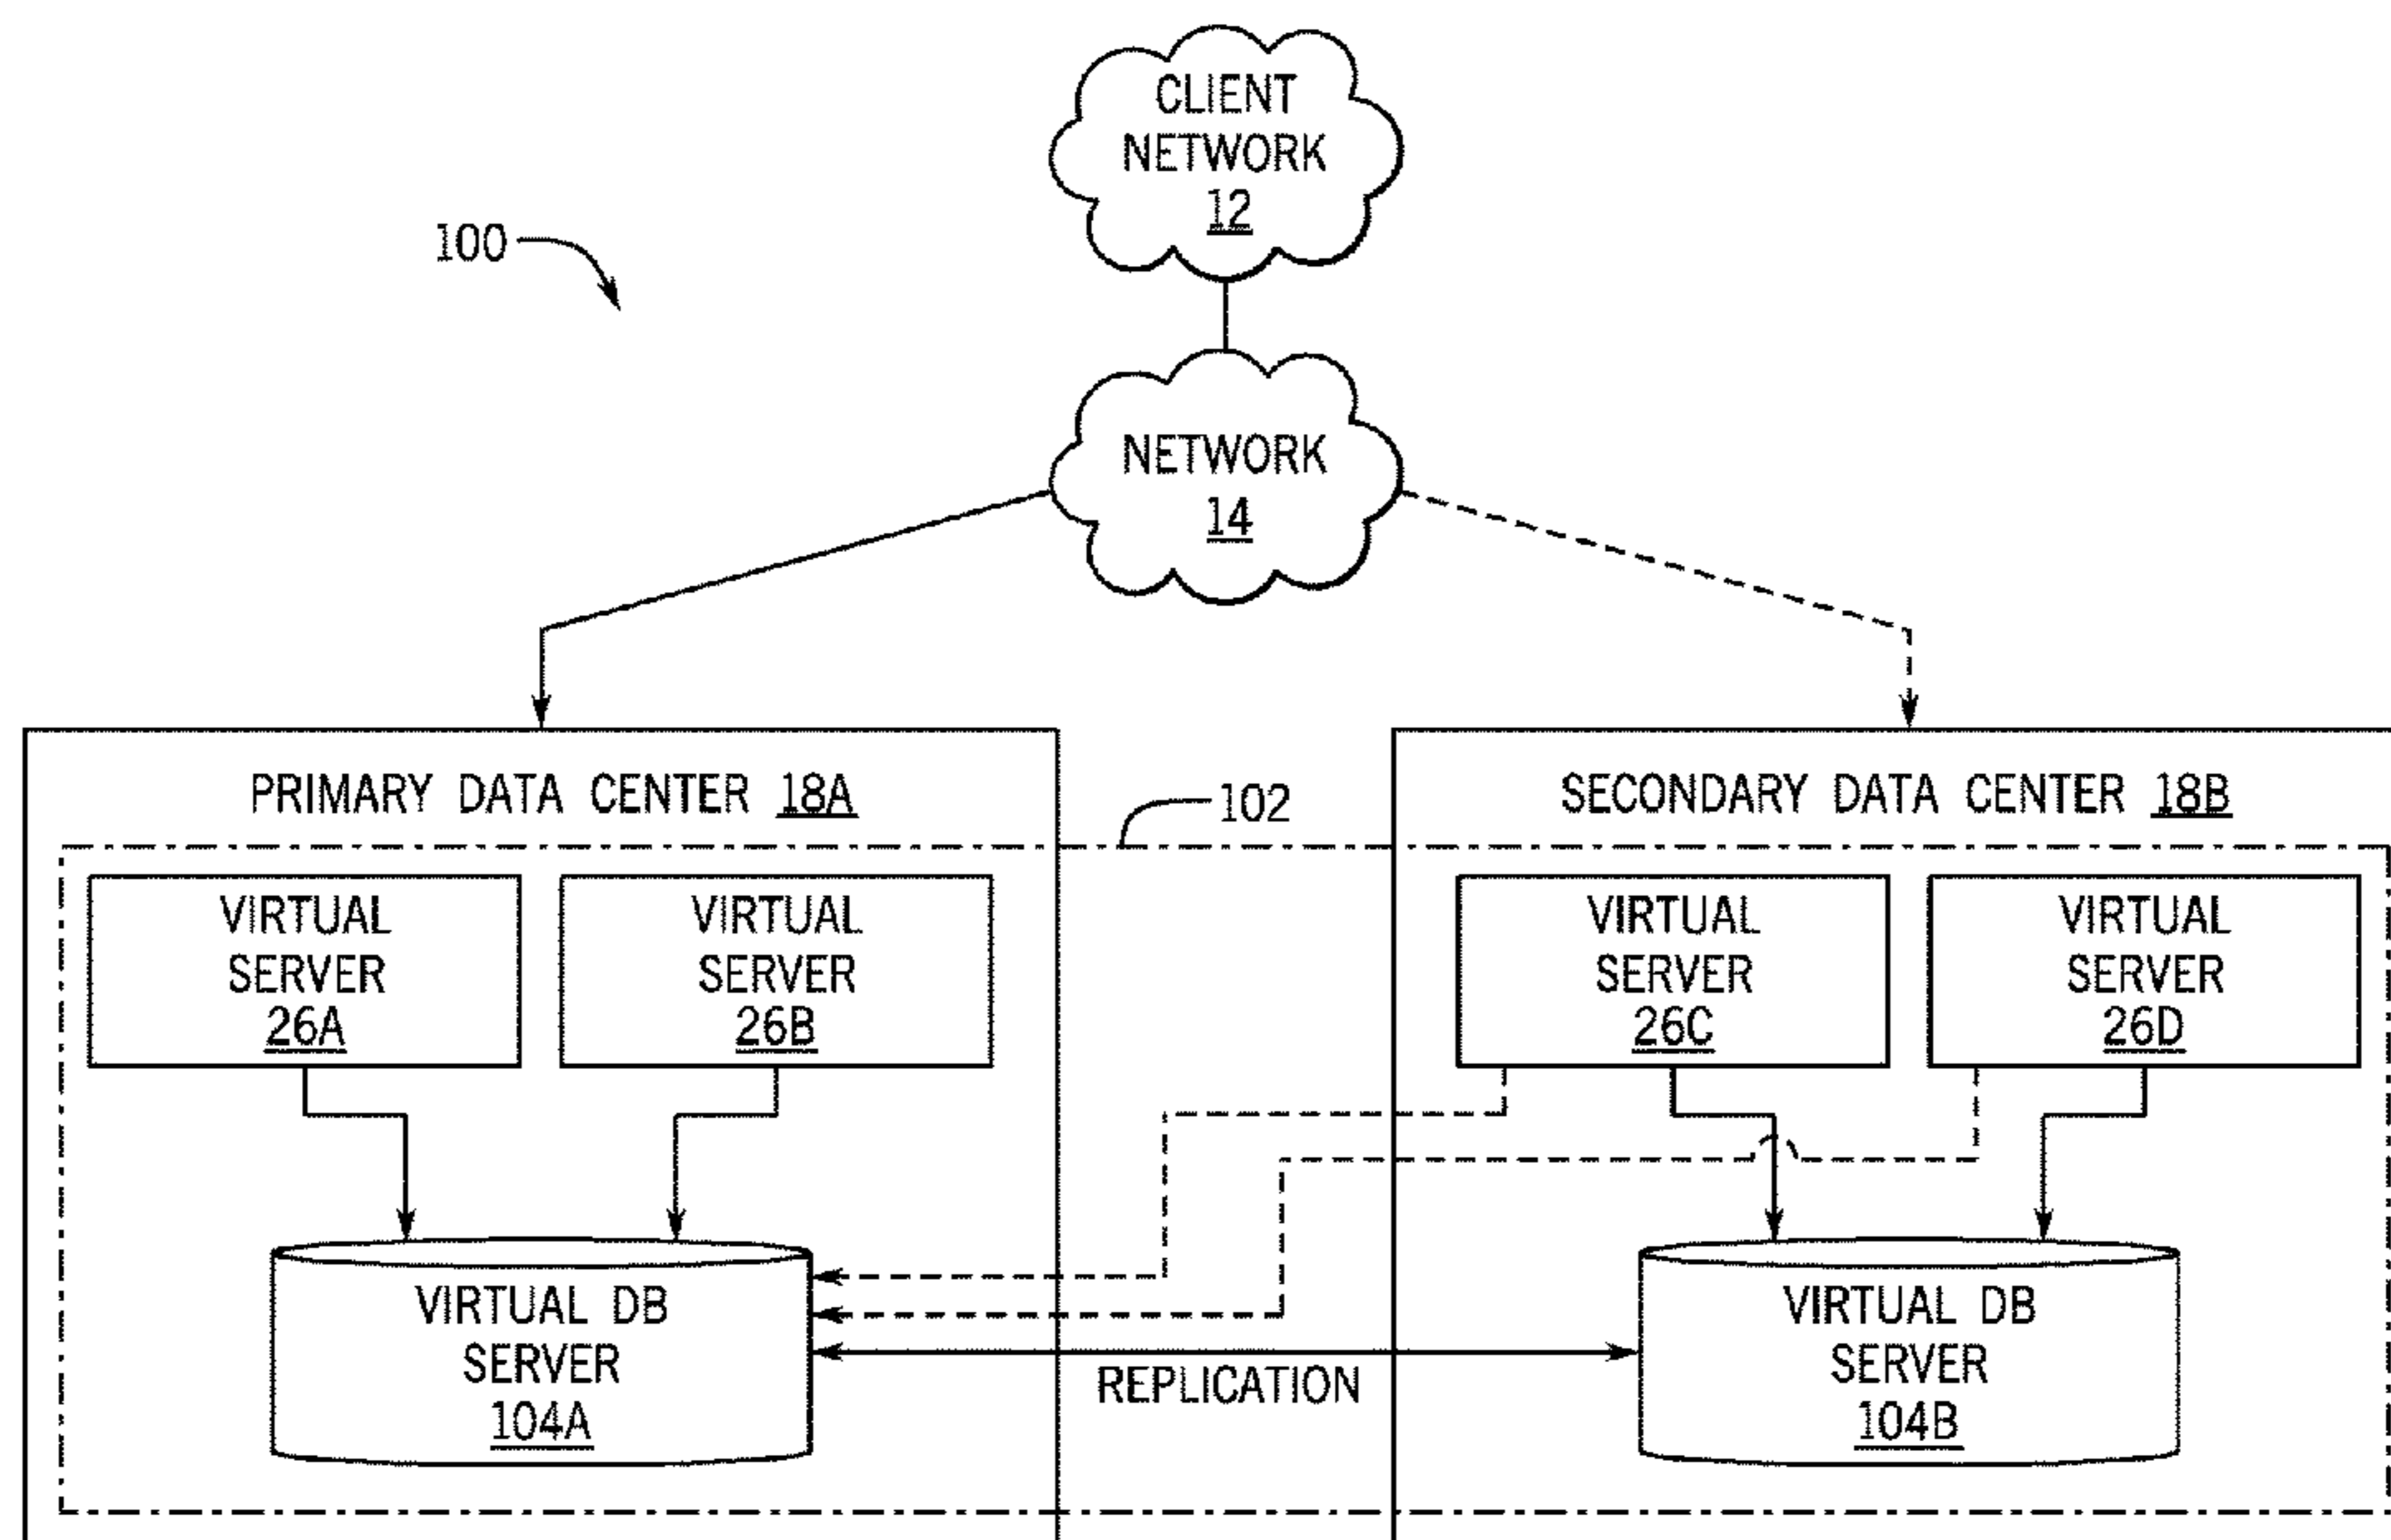 CLIENT
NETWORK
12
100
NETWORK
14
PRIMARY DATA CENTER 18A
102
SECONDARY DATA CENTER 18B
VIRTUAL
SERVER
26A
VIRTUAL
SERVER
26B
VIRTUAL
SERVER
26C
VIRTUAL
SERVER
26D
VIRTUAL DB
SERVER
104A
REPLICATION
VIRTUAL DB
SERVER
104B